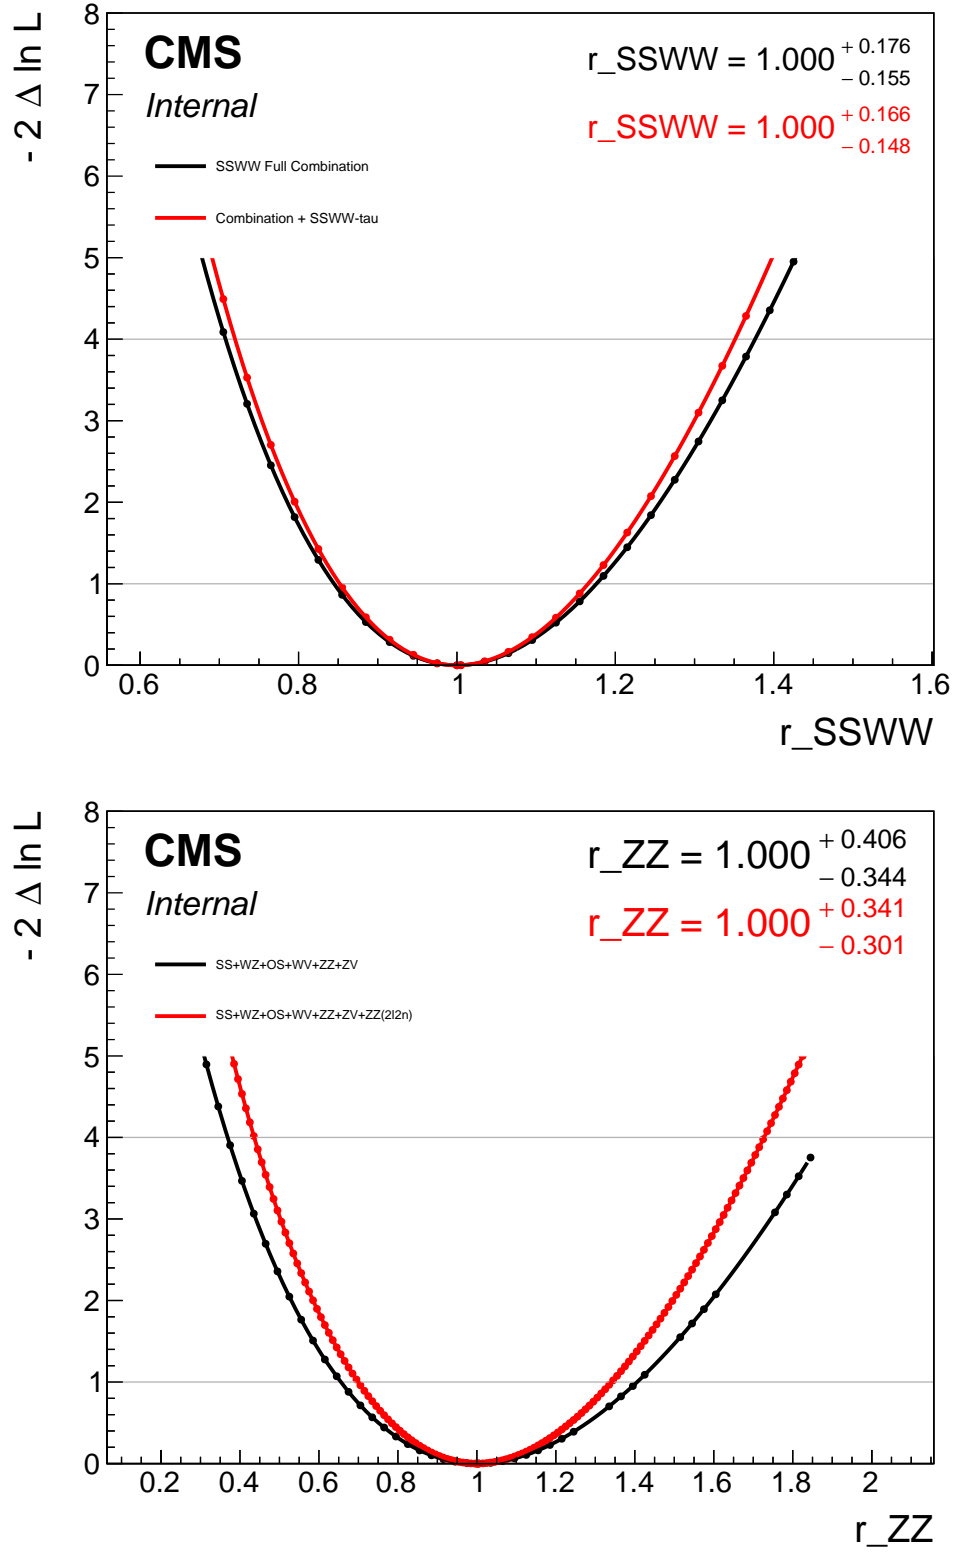 - 2 Δ ln L
8
7
6
5
4
3
2
1
0
CMS
Internal
r_SSWW = 1.000 + 0.176 − 0.155
r_SSWW = 1.000 + 0.166 − 0.148
SSWW Full Combination
Combination + SSWW-tau
0.6 0.8 1 1.2 1.4 1.6
r_SSWW
- 2 Δ ln L
8
7
6
5
4
3
2
1
0
CMS
Internal
r_ZZ = 1.000 + 0.406 − 0.344
r_ZZ = 1.000 + 0.341 − 0.301
SS+WZ+OS+WV+ZZ+ZV
SS+WZ+OS+WV+ZZ+ZV+ZZ(2l2n)
0.2 0.4 0.6 0.8 1 1.2 1.4 1.6 1.8 2
r_ZZ